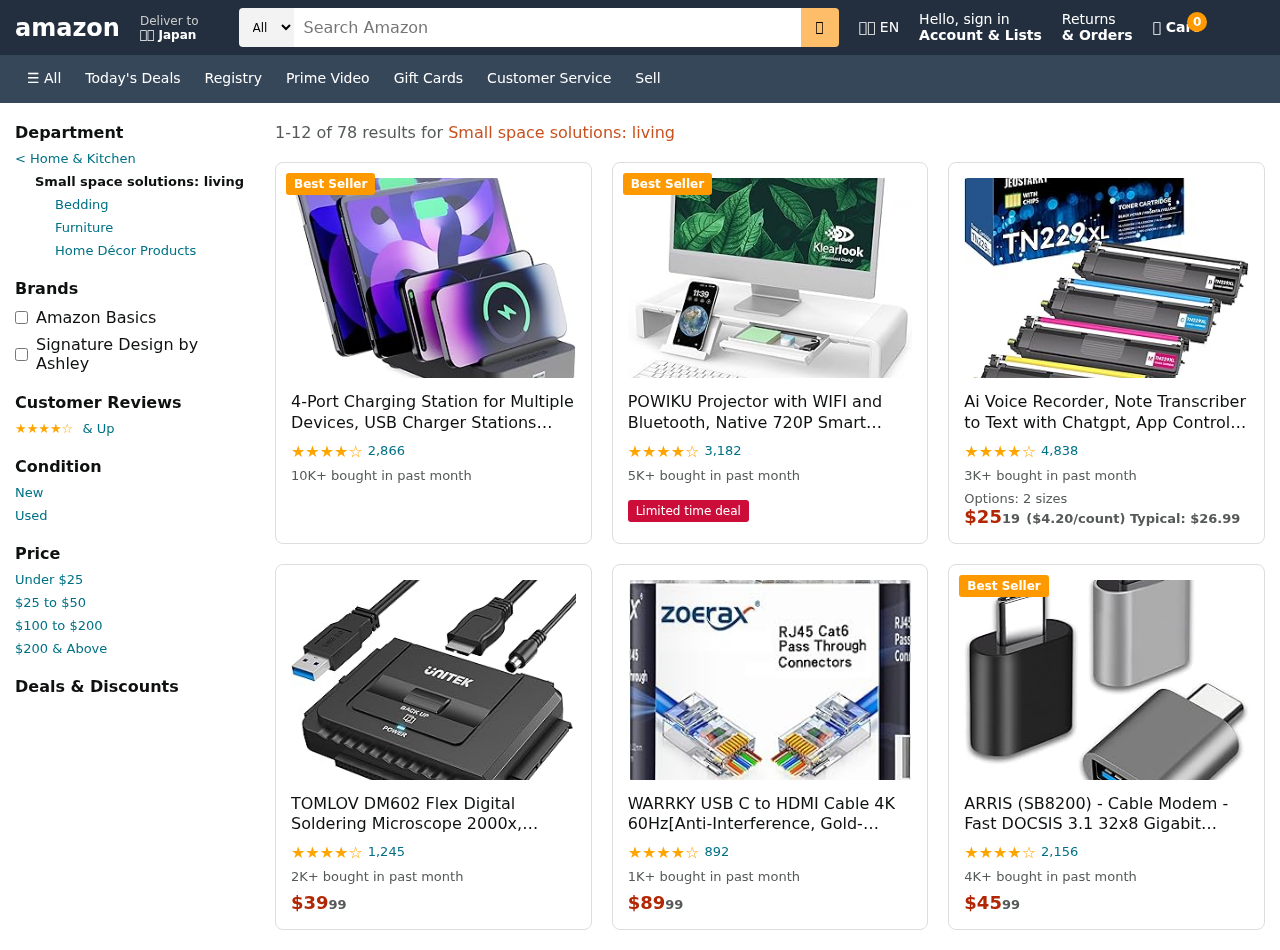 amazon
Deliver to
Japan
All
Search Amazon
EN
Hello, sign in
Account & Lists
Returns
& Orders
0
☰ All
Today's Deals
Registry
Prime Video
Gift Cards
Customer Service
Sell
Department
< Home & Kitchen
Small space solutions: living
Bedding
Furniture
Home Décor Products
Brands
Amazon Basics
Signature Design by
Ashley
Customer Reviews
★★★★☆ & Up
Condition
New
Used
Price
Under $25
$25 to $50
$100 to $200
$200 & Above
Deals & Discounts
1-12 of 78 results for Small space solutions: living
Best Seller
4-Port Charging Station for Multiple
Devices, USB Charger Stations…
★★★★☆ 2,866
10K+ bought in past month
Best Seller
Klearlook
11:39
POWIKU Projector with WIFI and
Bluetooth, Native 720P Smart…
★★★★☆ 3,182
5K+ bought in past month
Limited time deal
WITH
CHIPS
TONER CARTRIDGE
TN229XL
Ai Voice Recorder, Note Transcriber
to Text with Chatgpt, App Control…
★★★★☆ 4,838
3K+ bought in past month
Options: 2 sizes
$2519 ($4.20/count) Typical: $26.99
UNITEK
BACK UP
POWER
TOMLOV DM602 Flex Digital
Soldering Microscope 2000x,…
★★★★☆ 1,245
2K+ bought in past month
$3999
zoerax
RJ45 Cat6
Pass Through
Connectors
WARRKY USB C to HDMI Cable 4K
60Hz[Anti-Interference, Gold-…
★★★★☆ 892
1K+ bought in past month
$8999
Best Seller
ARRIS (SB8200) - Cable Modem -
Fast DOCSIS 3.1 32x8 Gigabit…
★★★★☆ 2,156
4K+ bought in past month
$4599